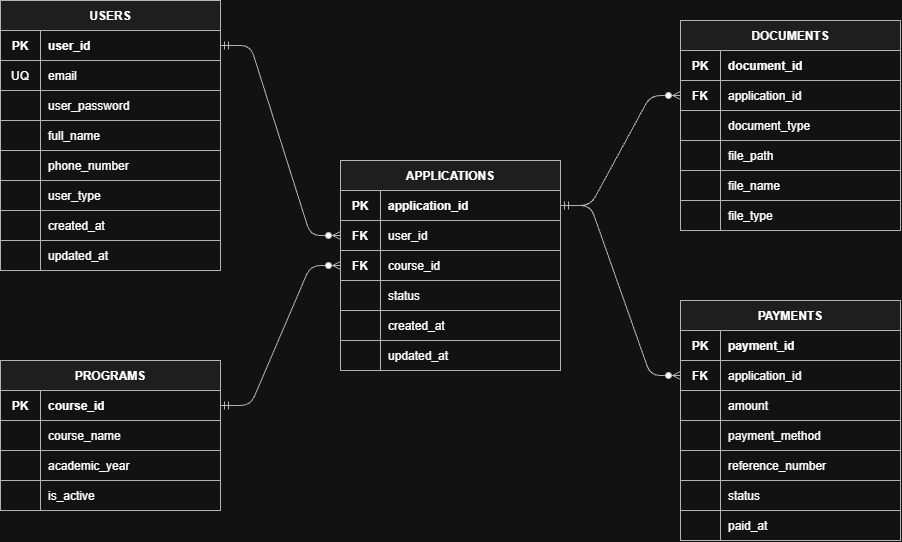 USERS
PK user_id
UQ email
user_password
full_name
phone_number
user_type
created_at
updated_at
PROGRAMS
PK course_id
course_name
academic_year
is_active
APPLICATIONS
PK application_id
FK user_id
FK course_id
status
created_at
updated_at
DOCUMENTS
PK document_id
FK application_id
document_type
file_path
file_name
file_type
PAYMENTS
PK payment_id
FK application_id
amount
payment_method
reference_number
status
paid_at